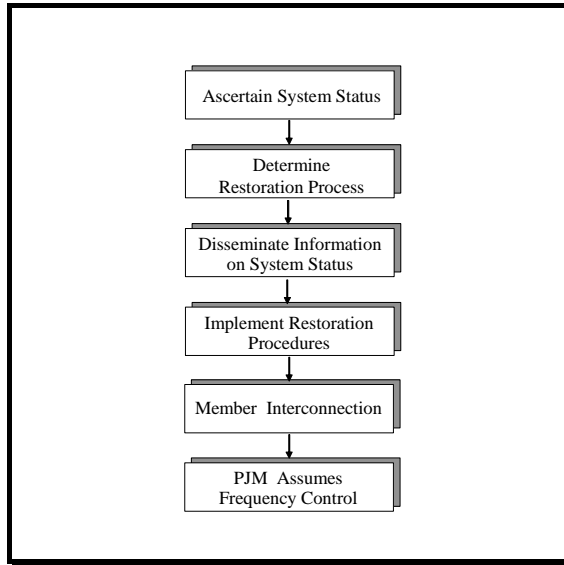 Ascertain System Status
Determine
Restoration Process
Disseminate Information
on System Status
Implement Restoration
Procedures
Member Interconnection
PJM Assumes
Frequency Control